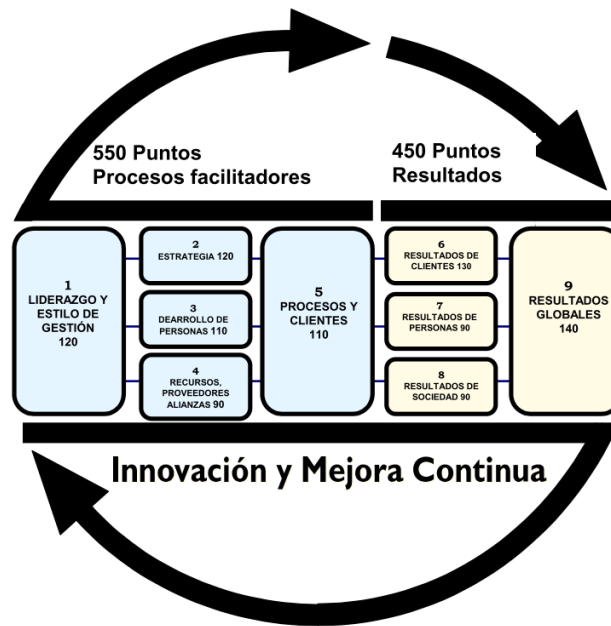 550 Puntos
Procesos facilitadores
450 Puntos
Resultados
1
LIDERAZGO Y
ESTILO DE
GESTIÓN
120
2
ESTRATEGIA 120
3
DEARROLLO DE
PERSONAS 110
4
RECURSOS,
PROVEEDORES
ALIANZAS 90
5
PROCESOS Y
CLIENTES
110
6
RESULTADOS DE
CLIENTES 130
7
RESULTADOS DE
PERSONAS 90
8
RESULTADOS DE
SOCIEDAD 90
9
RESULTADOS
GLOBALES
140
Innovación y Mejora Continua